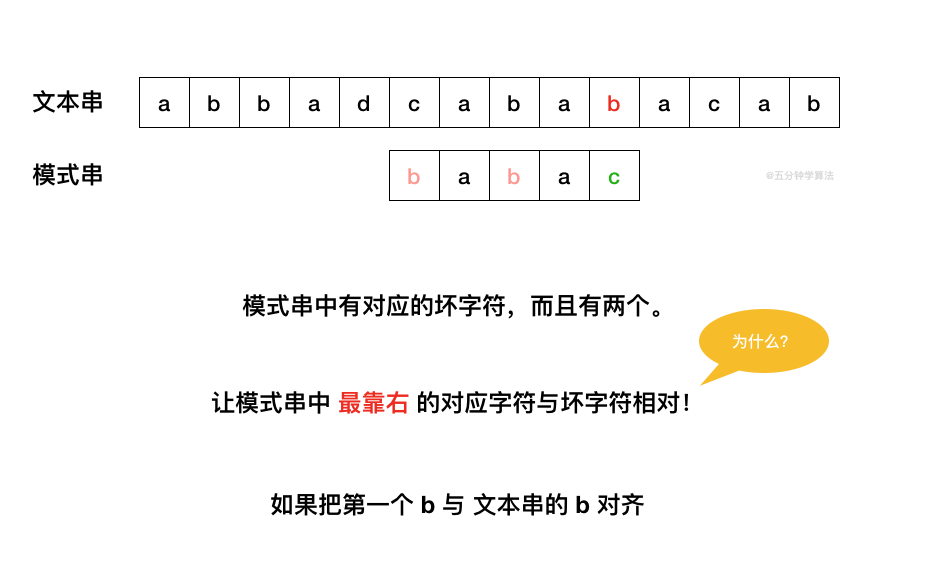 文本串 a b b a d c a b a b a c a b
模式串 b a b a c
@五分钟学算法
模式串中有对应的坏字符，而且有两个。
为什么？
让模式串中 最靠右 的对应字符与坏字符相对！
如果把第一个 b 与 文本串的 b 对齐